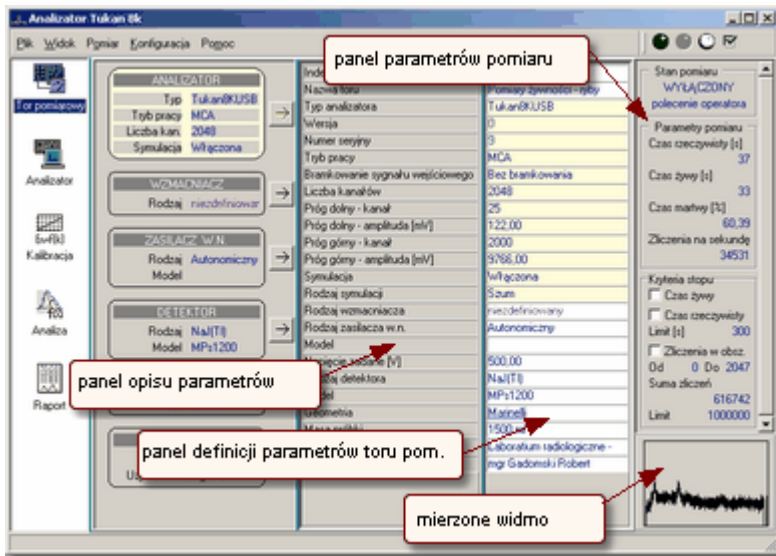 Analizator Tukan 8k
Plik Widok Pomiar Konfiguracja Pomoc
panel parametrów pomiaru
Tor pomiarowy
Analizator
E=f(k)
Kalibracja
f(x)
Analiza
Raport
ANALIZATOR
Typ Tukan8KUSB
Tryb pracy MCA
Liczba kan. 2048
Symulacja Włączona
WZMACNIACZ
Rodzaj niezdefiniowar
ZASILACZ W.N.
Rodzaj Autonomiczny
Model
DETEKTOR
Rodzaj NaJ(Tl)
Model MPs1200
Nazwa toru Pomiary żywności - ryby
Typ analizatora Tukan8KUSB
Wersja 0
Numer seryjny 9
Tryb pracy MCA
Bramkowanie sygnału wejściowego Bez bramkowania
Liczba kanałów 2048
Próg dolny - kanał 25
Próg dolny - amplituda [mV] 122,00
Próg górny - kanał 2000
Próg górny - amplituda [mV] 9766,00
Symulacja Włączona
Rodzaj symulacji Szum
Rodzaj wzmacniacza niezdefiniowany
Rodzaj zasilacza w.n. Autonomiczny
Model
[V] 500,00
detektora NaJ(Tl)
MPs1200
Geometria Marinelli
1500
Laboratium radiologiczne -
mgr Gadomski Robert
panel opisu parametrów
panel definicji parametrów toru pom.
mierzone widmo
Stan pomiaru
WYŁĄCZONY
polecenie operatora
Parametry pomiaru
Czas rzeczywisty [s]
37
Czas żywy [s]
33
Czas martwy [%]
60,39
Zliczenia na sekundę
34531
Kryteria stopu
Czas żywy
Czas rzeczywisty
Limit [s] 300
Zliczenia w obsz.
Od 0 Do 2047
Suma zliczeń
616742
Limit 1000000